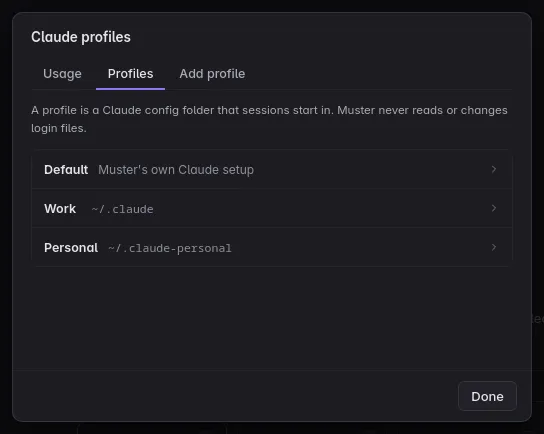 Claude profiles
Usage Profiles Add profile
A profile is a Claude config folder that sessions start in. Muster never reads or changes
login files.
Default Muster's own Claude setup
Work ~/.claude
Personal ~/.claude-personal
Done